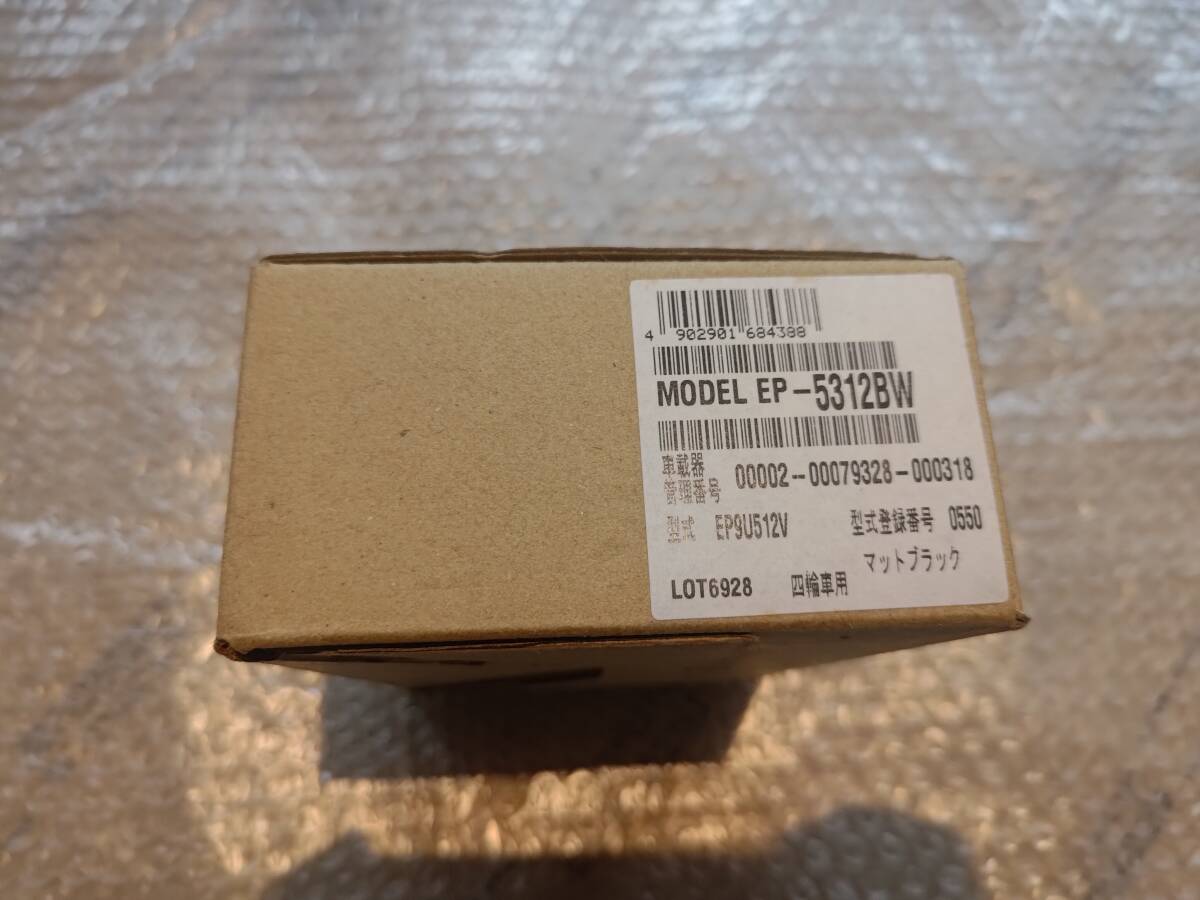 4 902901 684388
MODEL EP-5312BW
車載器
管理番号 00002--00079328-000318
型式 EP9U512V 型式登録番号 0550
マットブラック
LOT6928 四輪車用